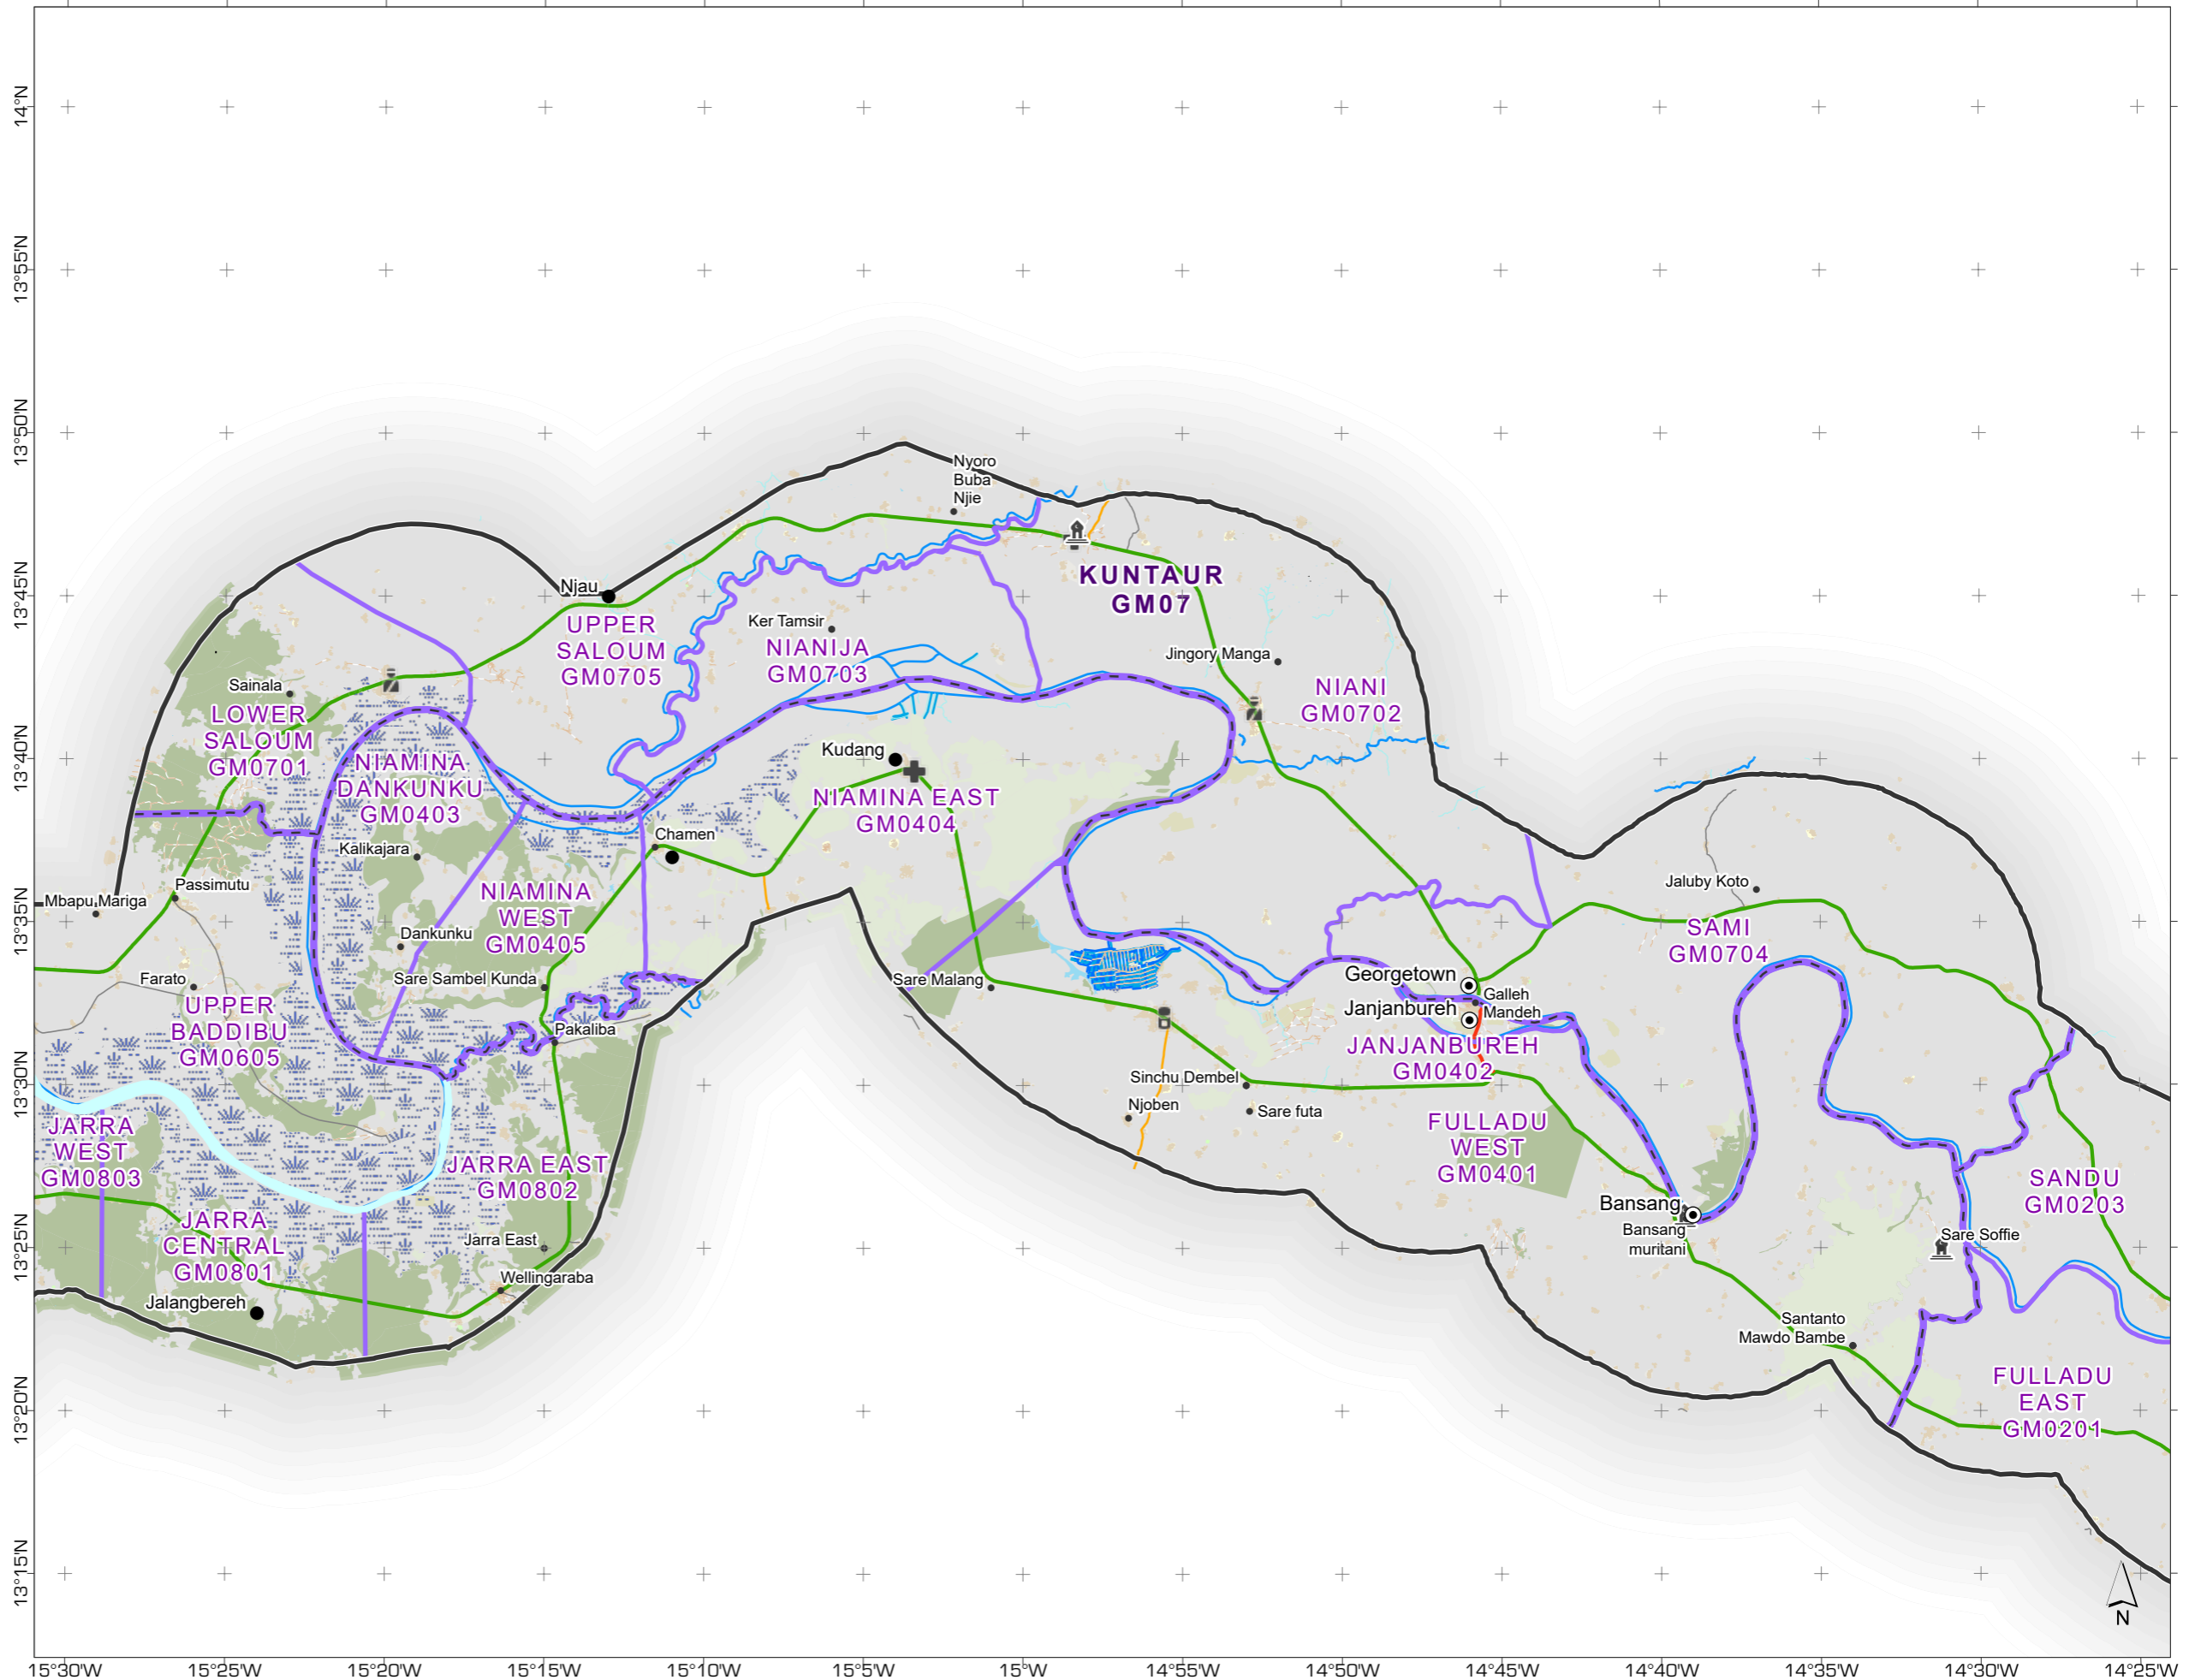 14°N
13°55'N
13°50'N
13°45'N
13°40'N
13°35'N
13°30'N
13°25'N
13°20'N
13°15'N
Nyoro
Buba
Njie
KUNTAUR
GM07
Njau
UPPER
SALOUM
GM0705
Ker Tamsir
NIANIJA
GM0703
Jingory Manga
NIANI
GM0702
Sainala
LOWER
SALOUM
GM0701
NIAMINA
DANKUNKU
GM0403
Kudang
NIAMINA EAST
GM0404
Chamen
Kalikajara
Passimutu
Mbapu Mariga
NIAMINA
WEST
GM0405
Jaluby Koto
SAMI
GM0704
Dankunku
Sare Sambel Kunda
Farato
UPPER
BADDIBU
GM0605
Pakaliba
Sare Malang
Georgetown
Galleh
Mandeh
Janjanbureh
JANJANBUREH
GM0402
Sinchu Dembel
Njoben
Sare futa
FULLADU
WEST
GM0401
JARRA
WEST
GM0803
JARRA EAST
GM0802
JARRA
CENTRAL
GM0801
Jarra East
Wellingaraba
Jalangbereh
Bansang
Bansang
muritani
SANDU
GM0203
Sare Soffie
Santanto
Mawdo Bambe
FULLADU
EAST
GM0201
N
15°30'W
15°25'W
15°20'W
15°15'W
15°10'W
15°5'W
15°W
14°55'W
14°50'W
14°45'W
14°40'W
14°35'W
14°30'W
14°25'W